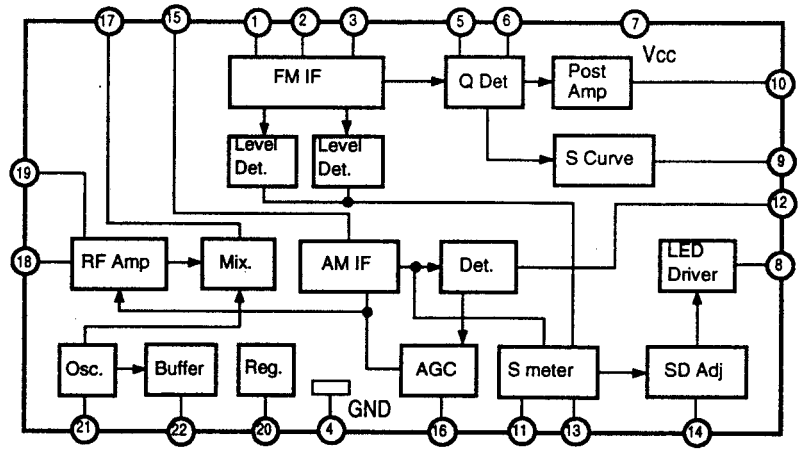 17
15
1
2
3
5
6
7
Vcc
FM IF
Q Det
Post
Amp
10
Level
Det.
Level
Det.
S Curve
9
19
12
18
RF Amp
Mix.
AM IF
Det.
LED
Driver
8
Osc.
Buffer
Reg.
GND
AGC
S meter
SD Adj
21
22
20
4
16
11
13
14